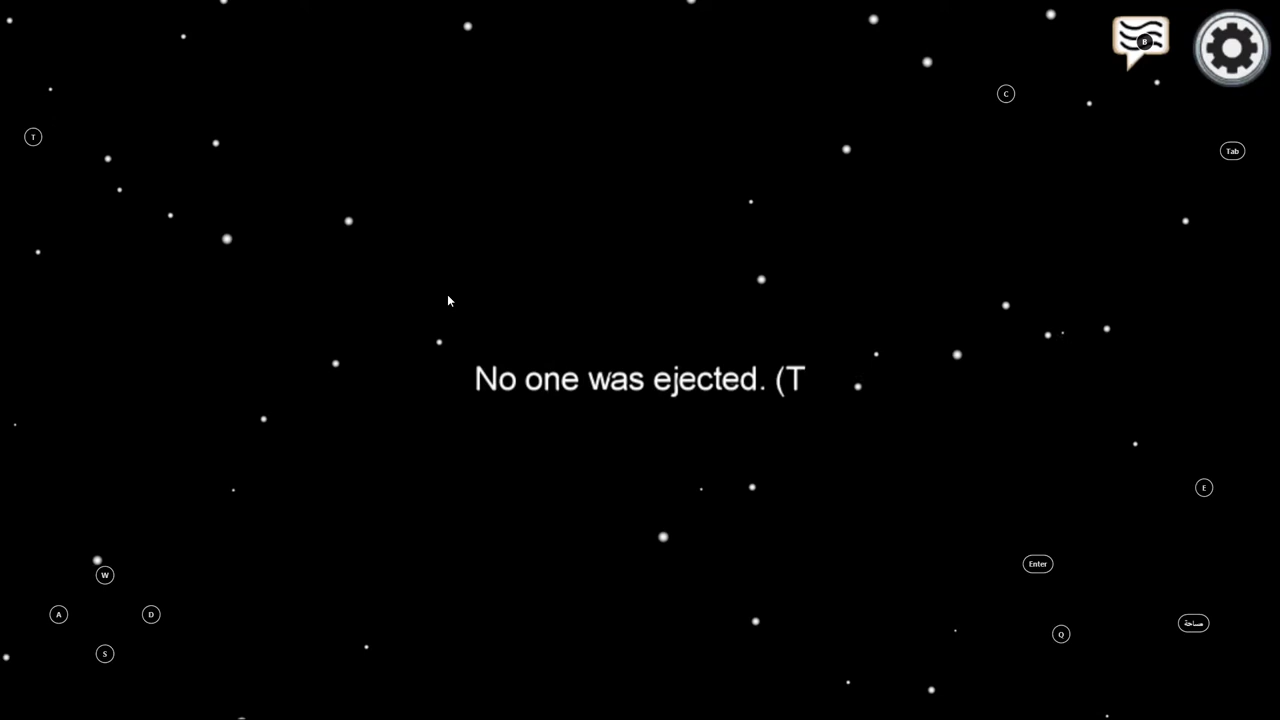 B
C
T
Tab
No one was ejected. (T
E
Enter
W
A
D
مساحة
Q
S